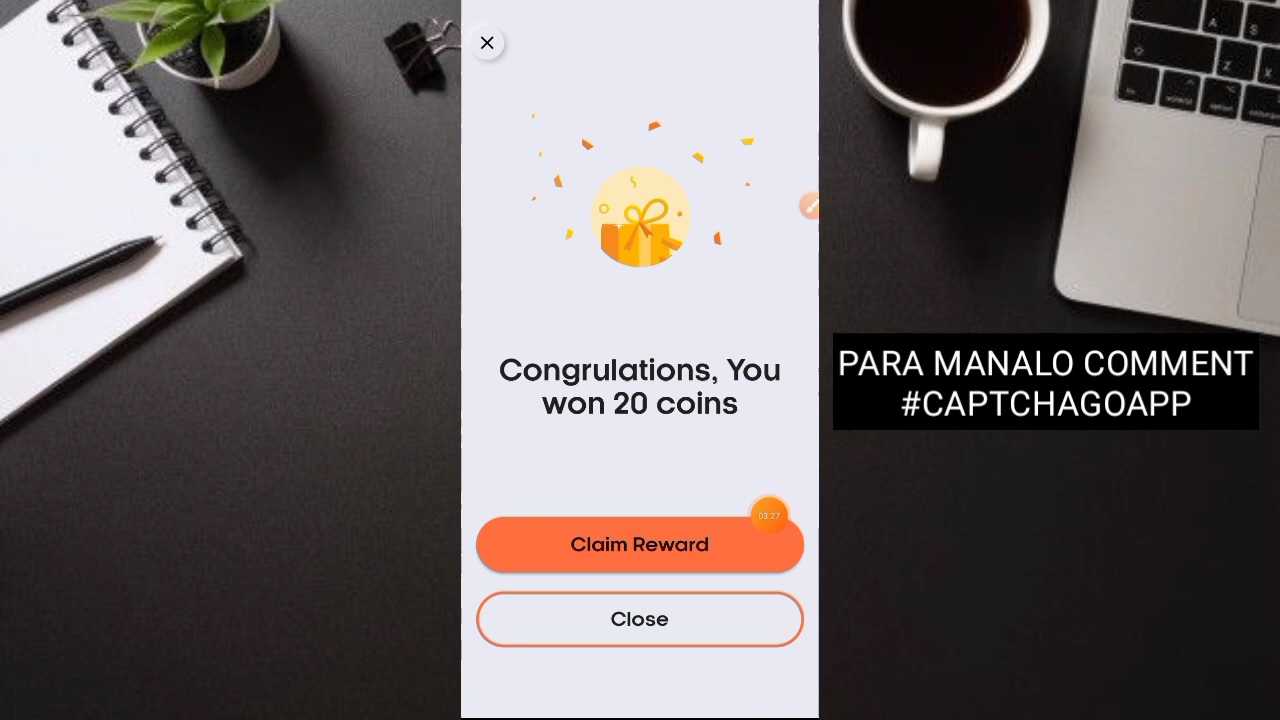 Congrulations, You
won 20 coins
03:27
Claim Reward
Close
PARA MANALO COMMENT
#CAPTCHAGOAPP
A
S
Z
X